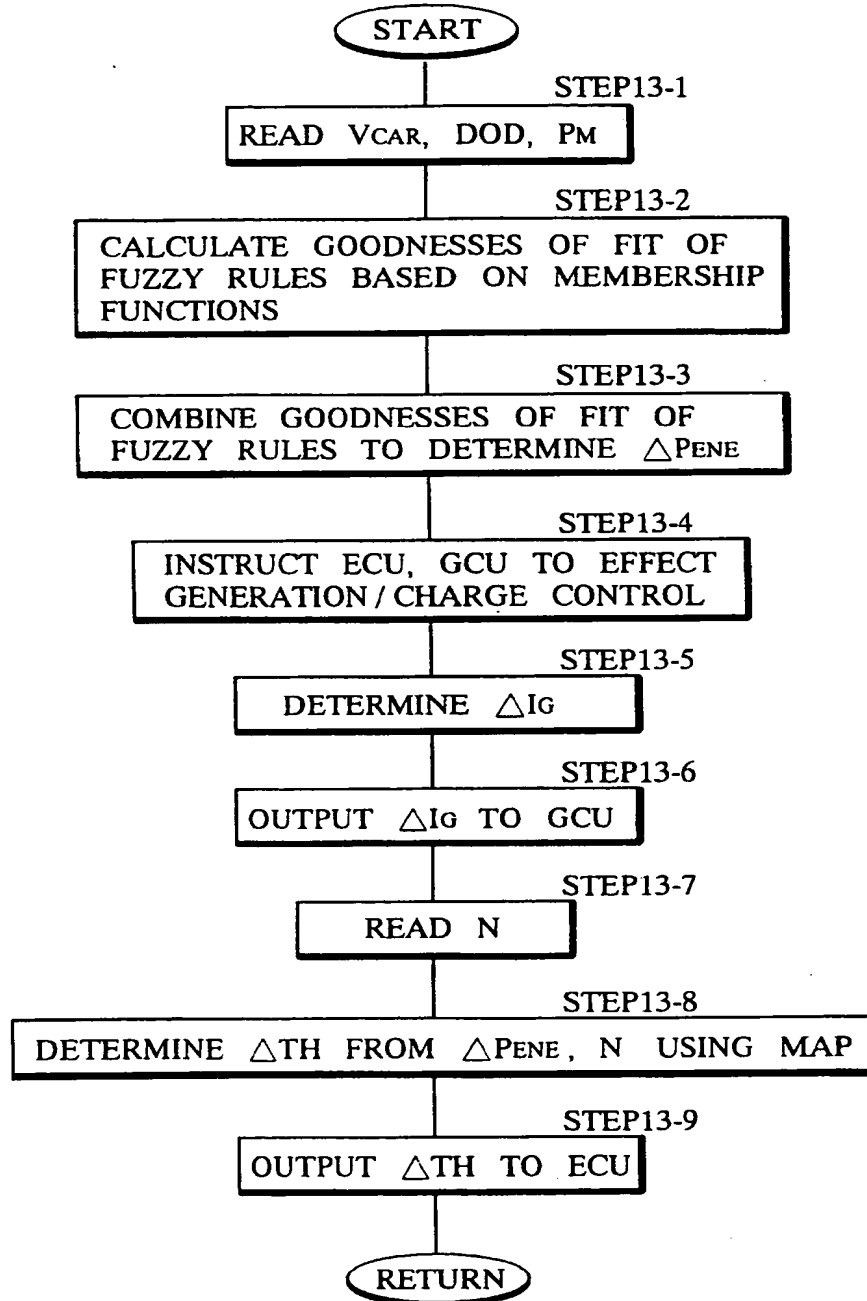 START
STEP13-1
READ VCAR, DOD, PM
STEP13-2
CALCULATE GOODNESSES OF FIT OF
FUZZY RULES BASED ON MEMBERSHIP
FUNCTIONS
STEP13-3
COMBINE GOODNESSES OF FIT OF
FUZZY RULES TO DETERMINE △PENE
STEP13-4
INSTRUCT ECU, GCU TO EFFECT
GENERATION/CHARGE CONTROL
STEP13-5
DETERMINE △IG
STEP13-6
OUTPUT △IG TO GCU
STEP13-7
READ N
STEP13-8
DETERMINE △TH FROM △PENE, N USING MAP
STEP13-9
OUTPUT △TH TO ECU
RETURN